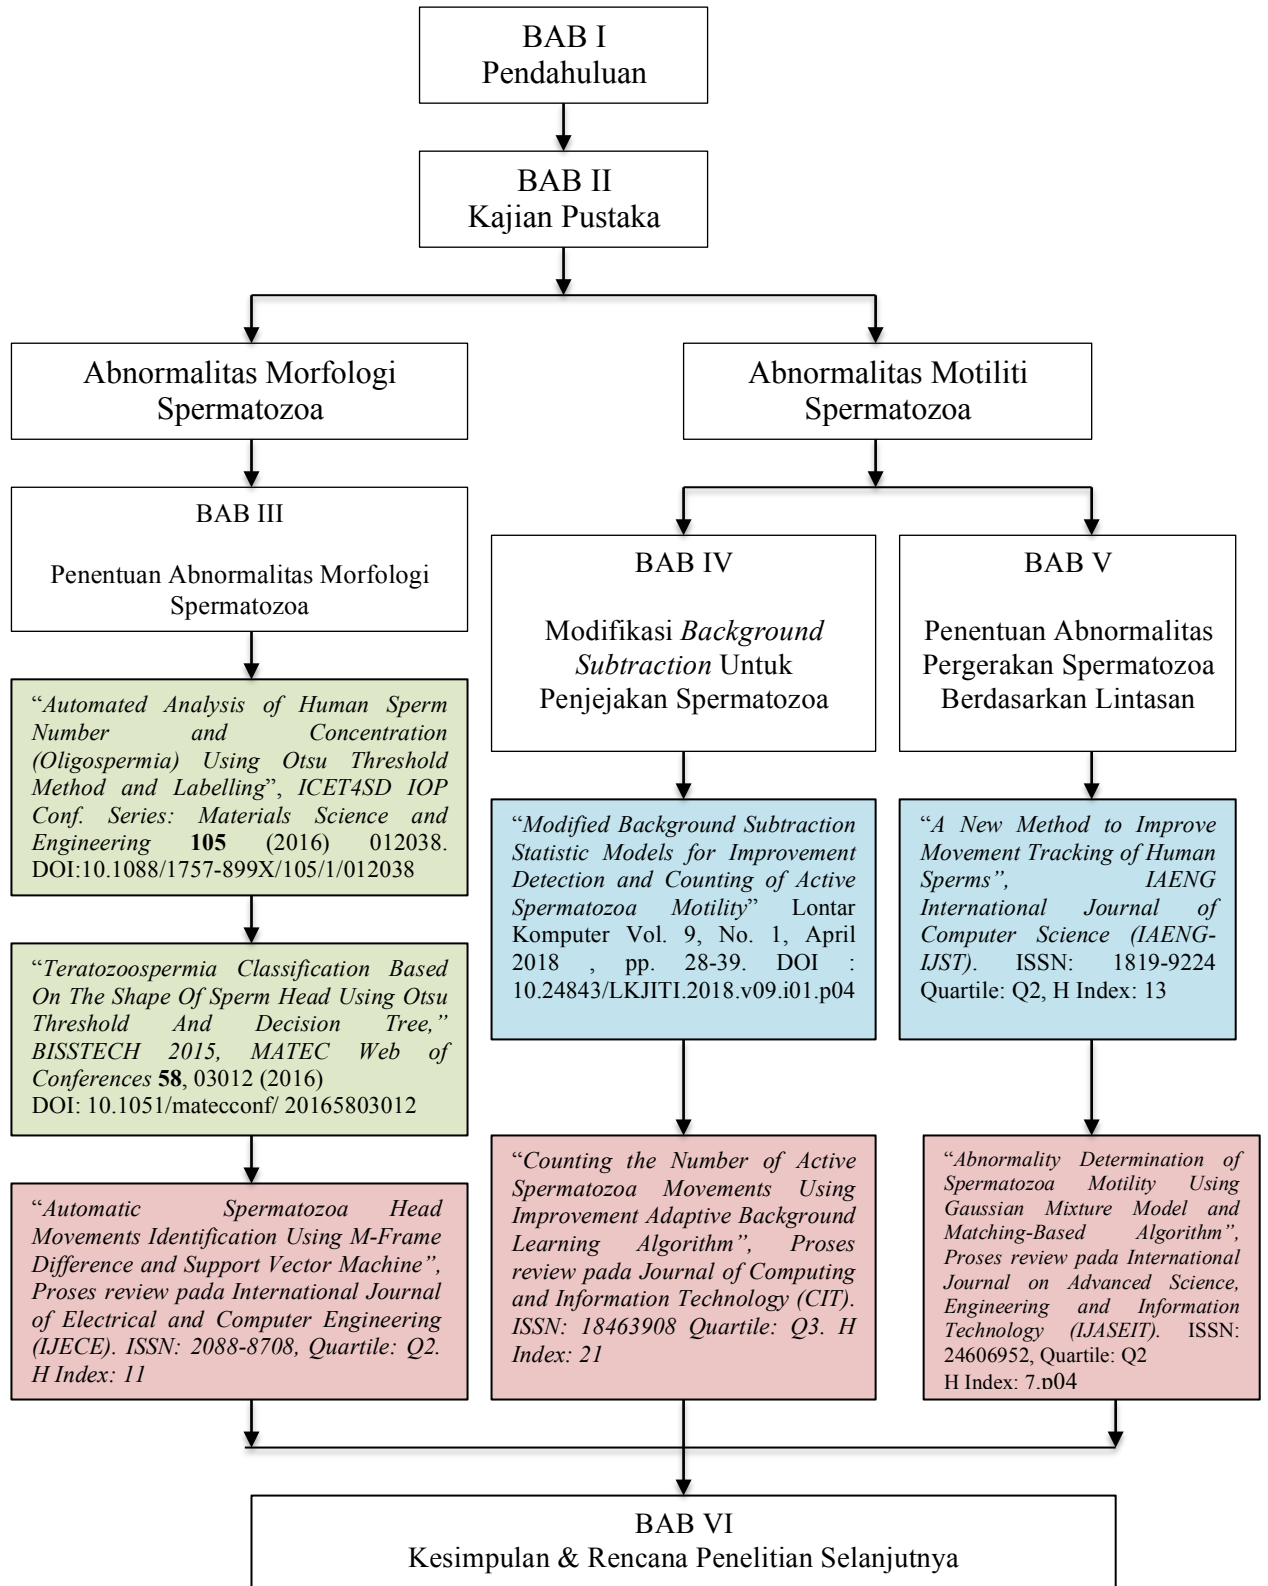 BAB I
Pendahuluan
BAB II
Kajian Pustaka
Abnormalitas Morfologi
Spermatozoa
Abnormalitas Motiliti
Spermatozoa
BAB III
Penentuan Abnormalitas Morfologi
Spermatozoa
BAB IV
Modifikasi Background
Subtraction Untuk
Penjejakan Spermatozoa
BAB V
Penentuan Abnormalitas
Pergerakan Spermatozoa
Berdasarkan Lintasan
“Automated Analysis of Human Sperm
Number and Concentration
(Oligospermia) Using Otsu Threshold
Method and Labelling”, ICET4SD IOP
Conf. Series: Materials Science and
Engineering 105 (2016) 012038.
DOI:10.1088/1757-899X/105/1/012038
“Modified Background Subtraction
Statistic Models for Improvement
Detection and Counting of Active
Spermatozoa Motility” Lontar
Komputer Vol. 9, No. 1, April
2018 , pp. 28-39. DOI :
10.24843/LKJITI.2018.v09.i01.p04
“A New Method to Improve
Movement Tracking of Human
Sperms”, IAENG
International Journal of
Computer Science (IAENG-
IJST). ISSN: 1819-9224
Quartile: Q2, H Index: 13
“Teratozoospermia Classification Based
On The Shape Of Sperm Head Using Otsu
Threshold And Decision Tree,”
BISSTECH 2015, MATEC Web of
Conferences 58, 03012 (2016)
DOI: 10.1051/matecconf/ 20165803012
“Automatic Spermatozoa Head
Movements Identification Using M-Frame
Difference and Support Vector Machine”,
Proses review pada International Journal
of Electrical and Computer Engineering
(IJECE). ISSN: 2088-8708, Quartile: Q2.
H Index: 11
“Counting the Number of Active
Spermatozoa Movements Using
Improvement Adaptive Background
Learning Algorithm”, Proses
review pada Journal of Computing
and Information Technology (CIT).
ISSN: 18463908 Quartile: Q3. H
Index: 21
“Abnormality Determination of
Spermatozoa Motility Using
Gaussian Mixture Model and
Matching-Based Algorithm”,
Proses review pada International
Journal on Advanced Science,
Engineering and Information
Technology (IJASEIT). ISSN:
24606952, Quartile: Q2
H Index: 7.p04
BAB VI
Kesimpulan & Rencana Penelitian Selanjutnya